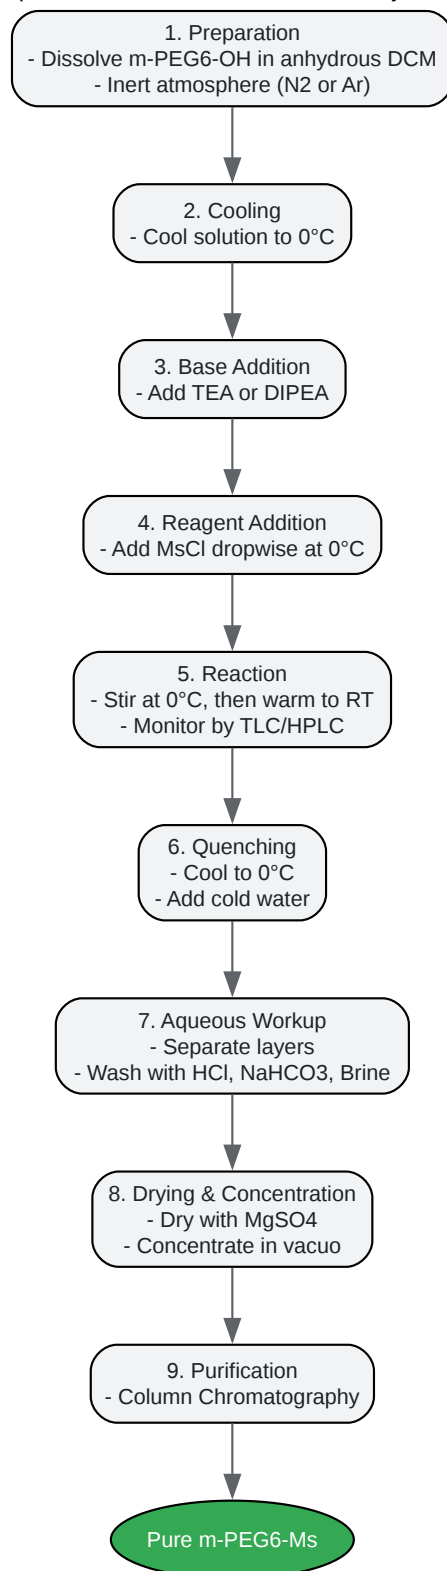 1. Preparation
- Dissolve m-PEG6-OH in anhydrous DCM
- Inert atmosphere (N2 or Ar)
2. Cooling
- Cool solution to 0°C
3. Base Addition
- Add TEA or DIPEA
4. Reagent Addition
- Add MsCl dropwise at 0°C
5. Reaction
- Stir at 0°C, then warm to RT
- Monitor by TLC/HPLC
6. Quenching
- Cool to 0°C
- Add cold water
7. Aqueous Workup
- Separate layers
- Wash with HCl, NaHCO3, Brine
8. Drying & Concentration
- Dry with MgSO4
- Concentrate in vacuo
9. Purification
- Column Chromatography
Pure m-PEG6-Ms